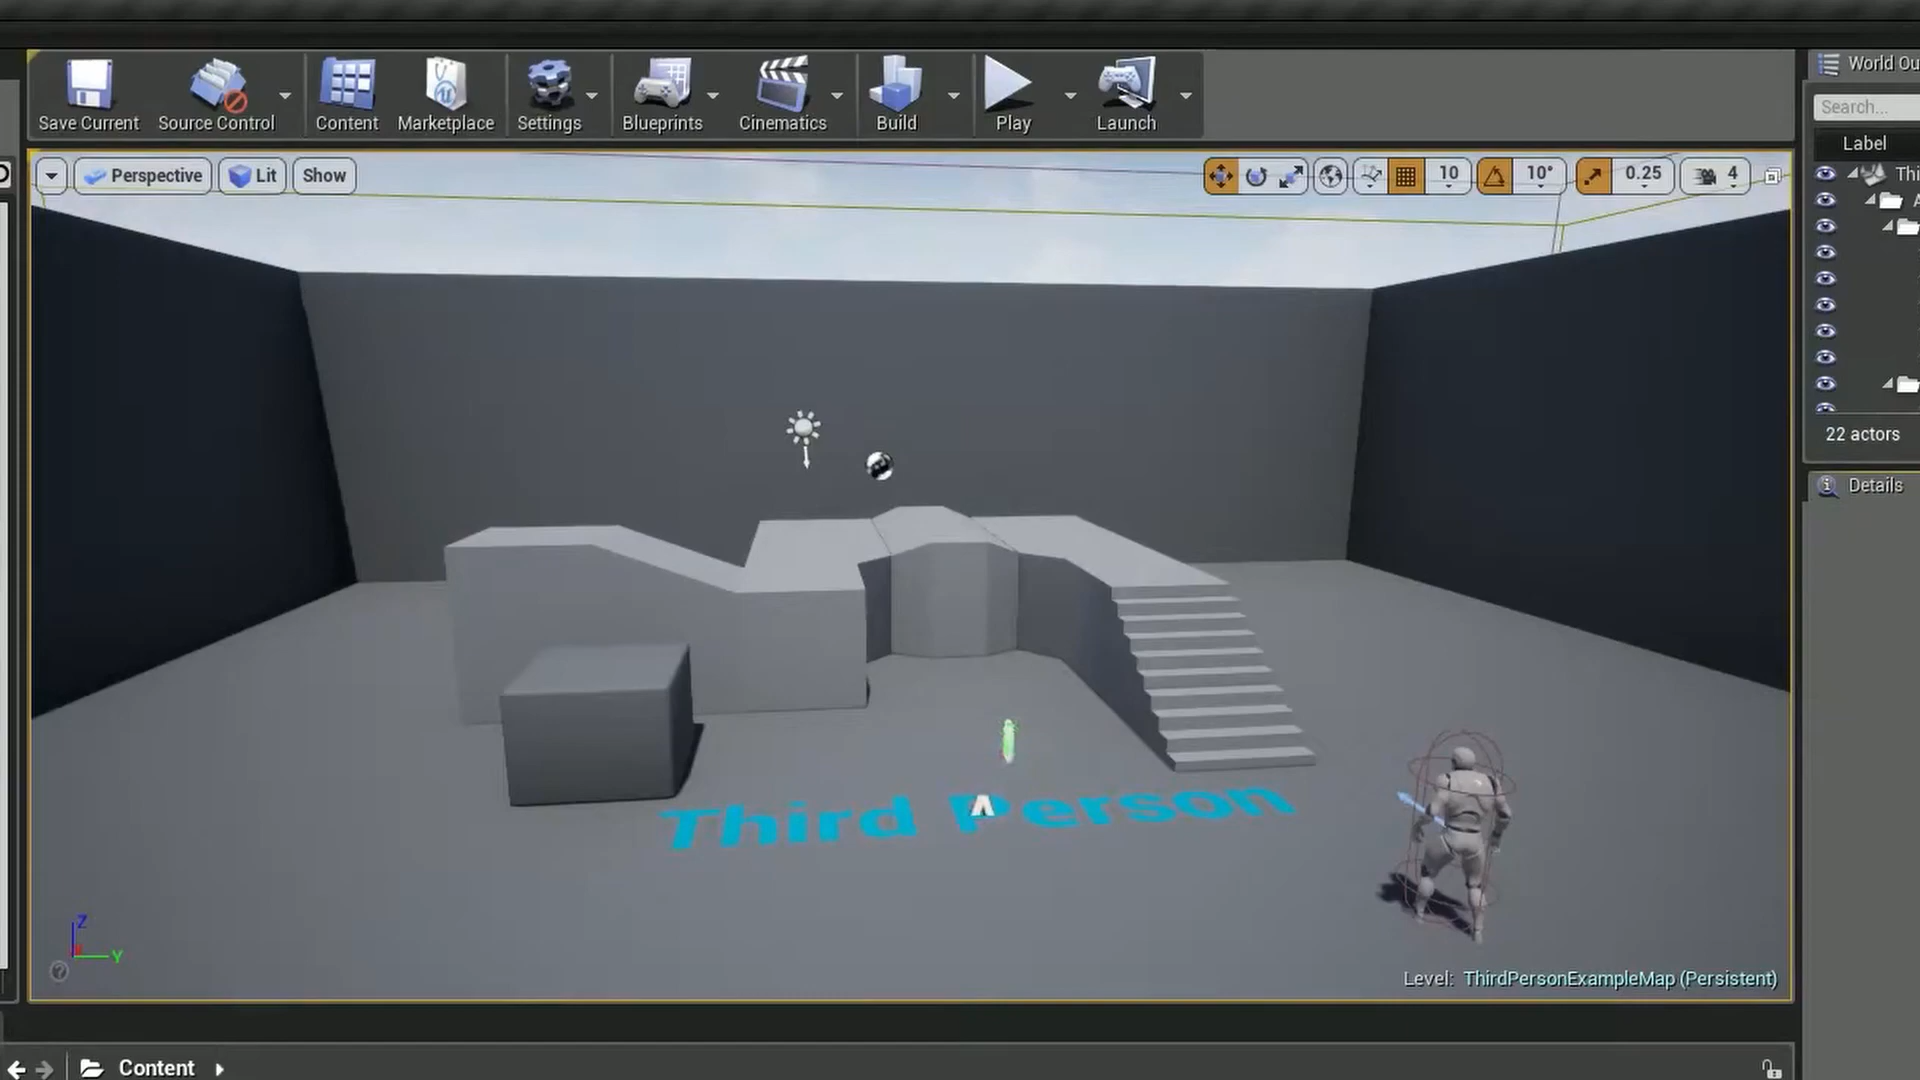 World Ou
Save Current
Source Control
Content
Marketplace
Settings
Blueprints
Cinematics
Build
Play
Launch
Search...
Label
Perspective
Lit
Show
10
10°
0.25
4
Thi
A
22 actors
Details
Third Person
Z
Y
Level: ThirdPersonExampleMap (Persistent)
Content